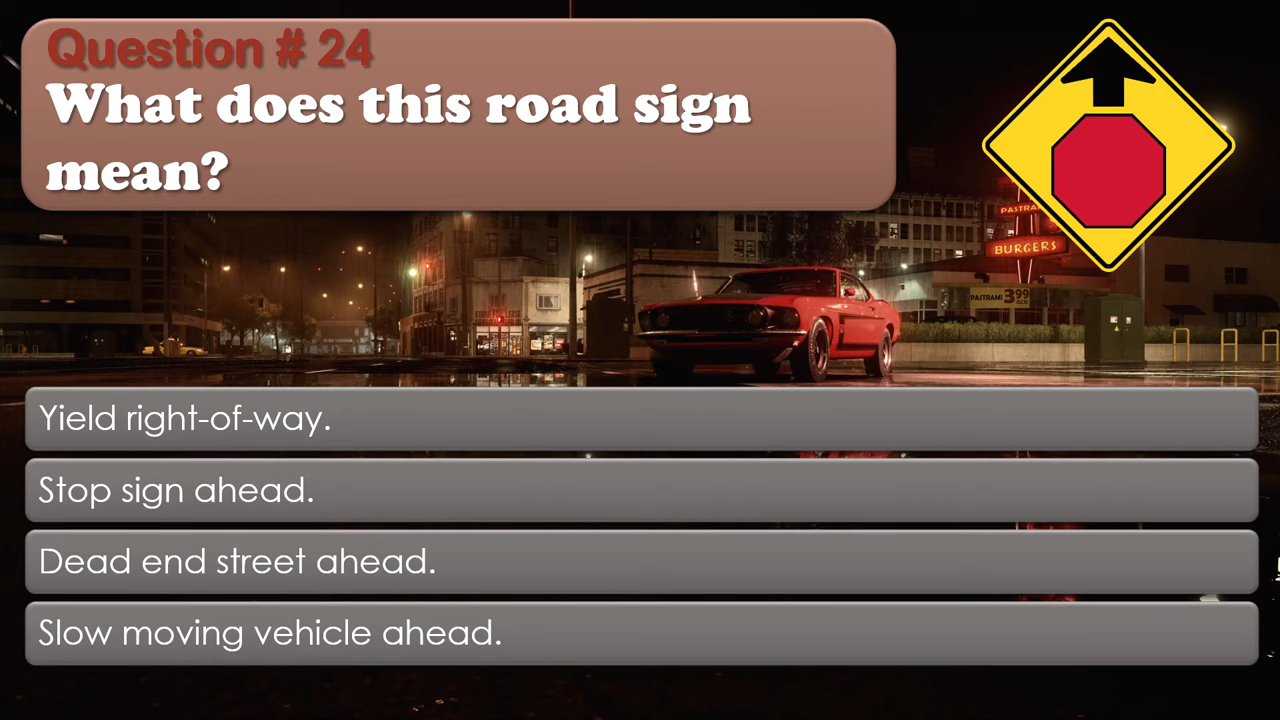 Question # 24
What does this road sign
mean?
PASTRAMI
BURGERS
PASTRAMI 3.99
Yield right-of-way.
Stop sign ahead.
Dead end street ahead.
Slow moving vehicle ahead.